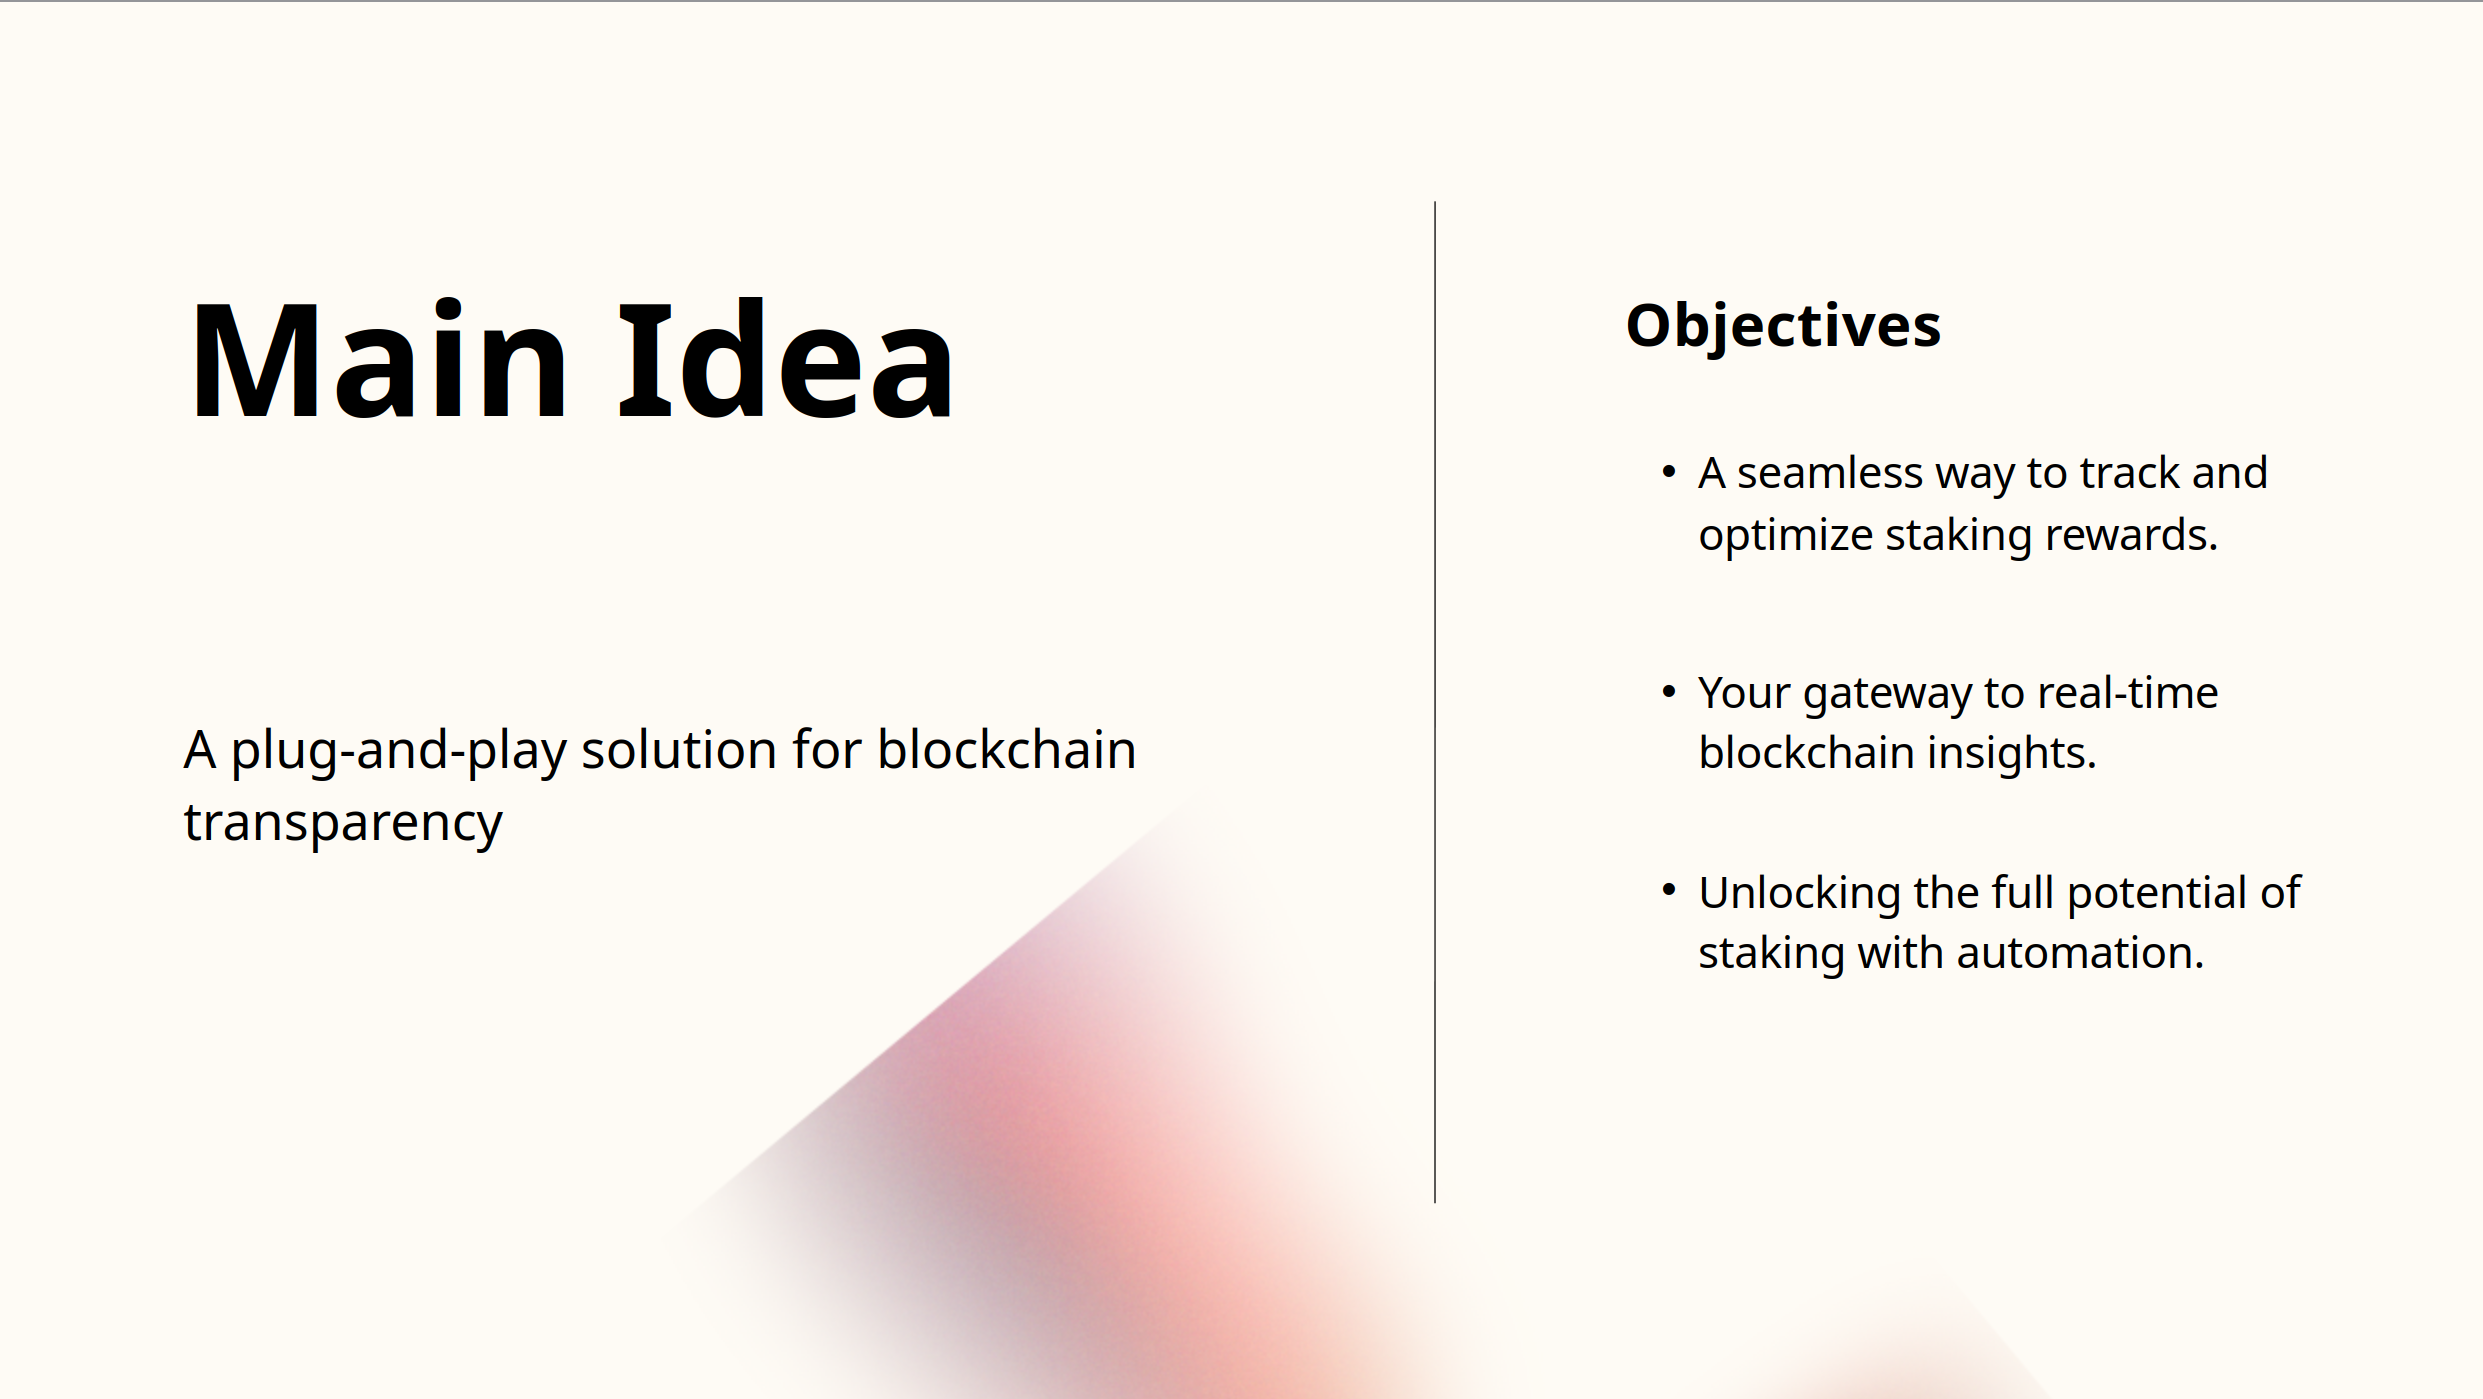 Main Idea
A plug-and-play solution for blockchain
transparency
Objectives
• A seamless way to track and
optimize staking rewards.
• Your gateway to real-time
blockchain insights.
• Unlocking the full potential of
staking with automation.